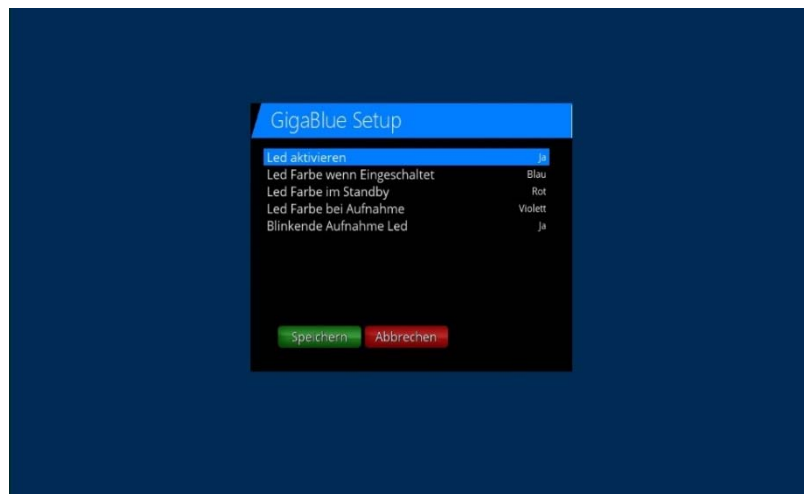 GigaBlue Setup
Led aktivieren Ja
Led Farbe wenn Eingeschaltet Blau
Led Farbe im Standby Rot
Led Farbe bei Aufnahme Violett
Blinkende Aufnahme Led Ja
Speichern Abbrechen